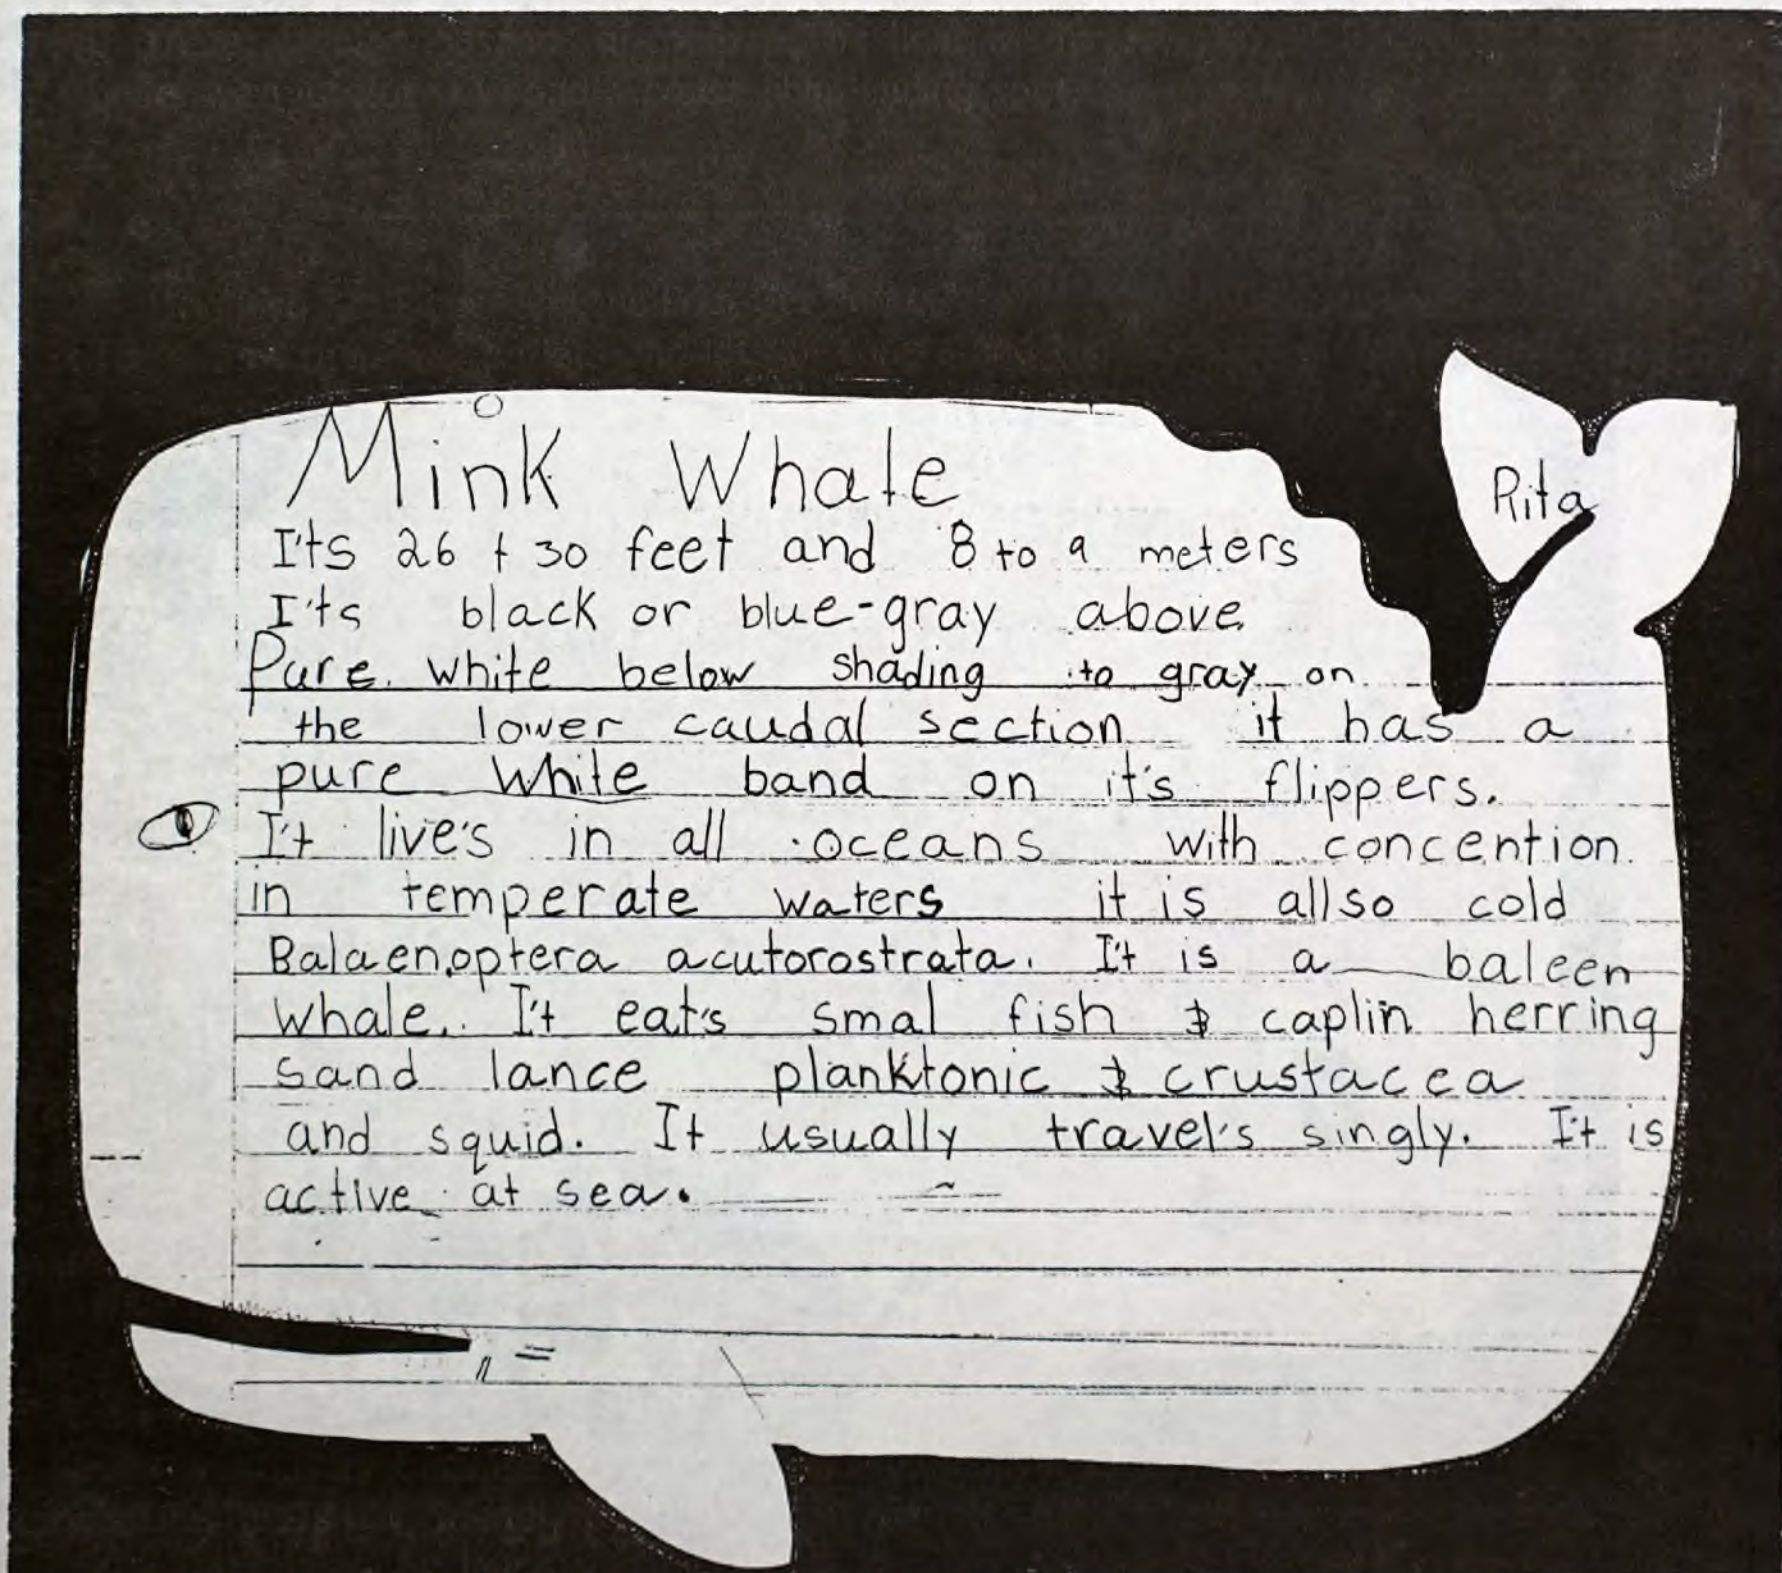 Mink Whale
Rita
I'ts 26 t 30 feet and 8 to 9 meters
I'ts black or blue-gray above
Pure white below shading to gray on
the lower caudal section it has a
pure white band on it's flippers.
I't live's in all oceans with concention
in temperate waters it is allso cold
Balaenoptera acutorostrata. I't is a baleen
whale. I't eat's smal fish & caplin herring
sand lance planktonic & crustacea
and squid. It usually travel's singly. I't is
active at sea.